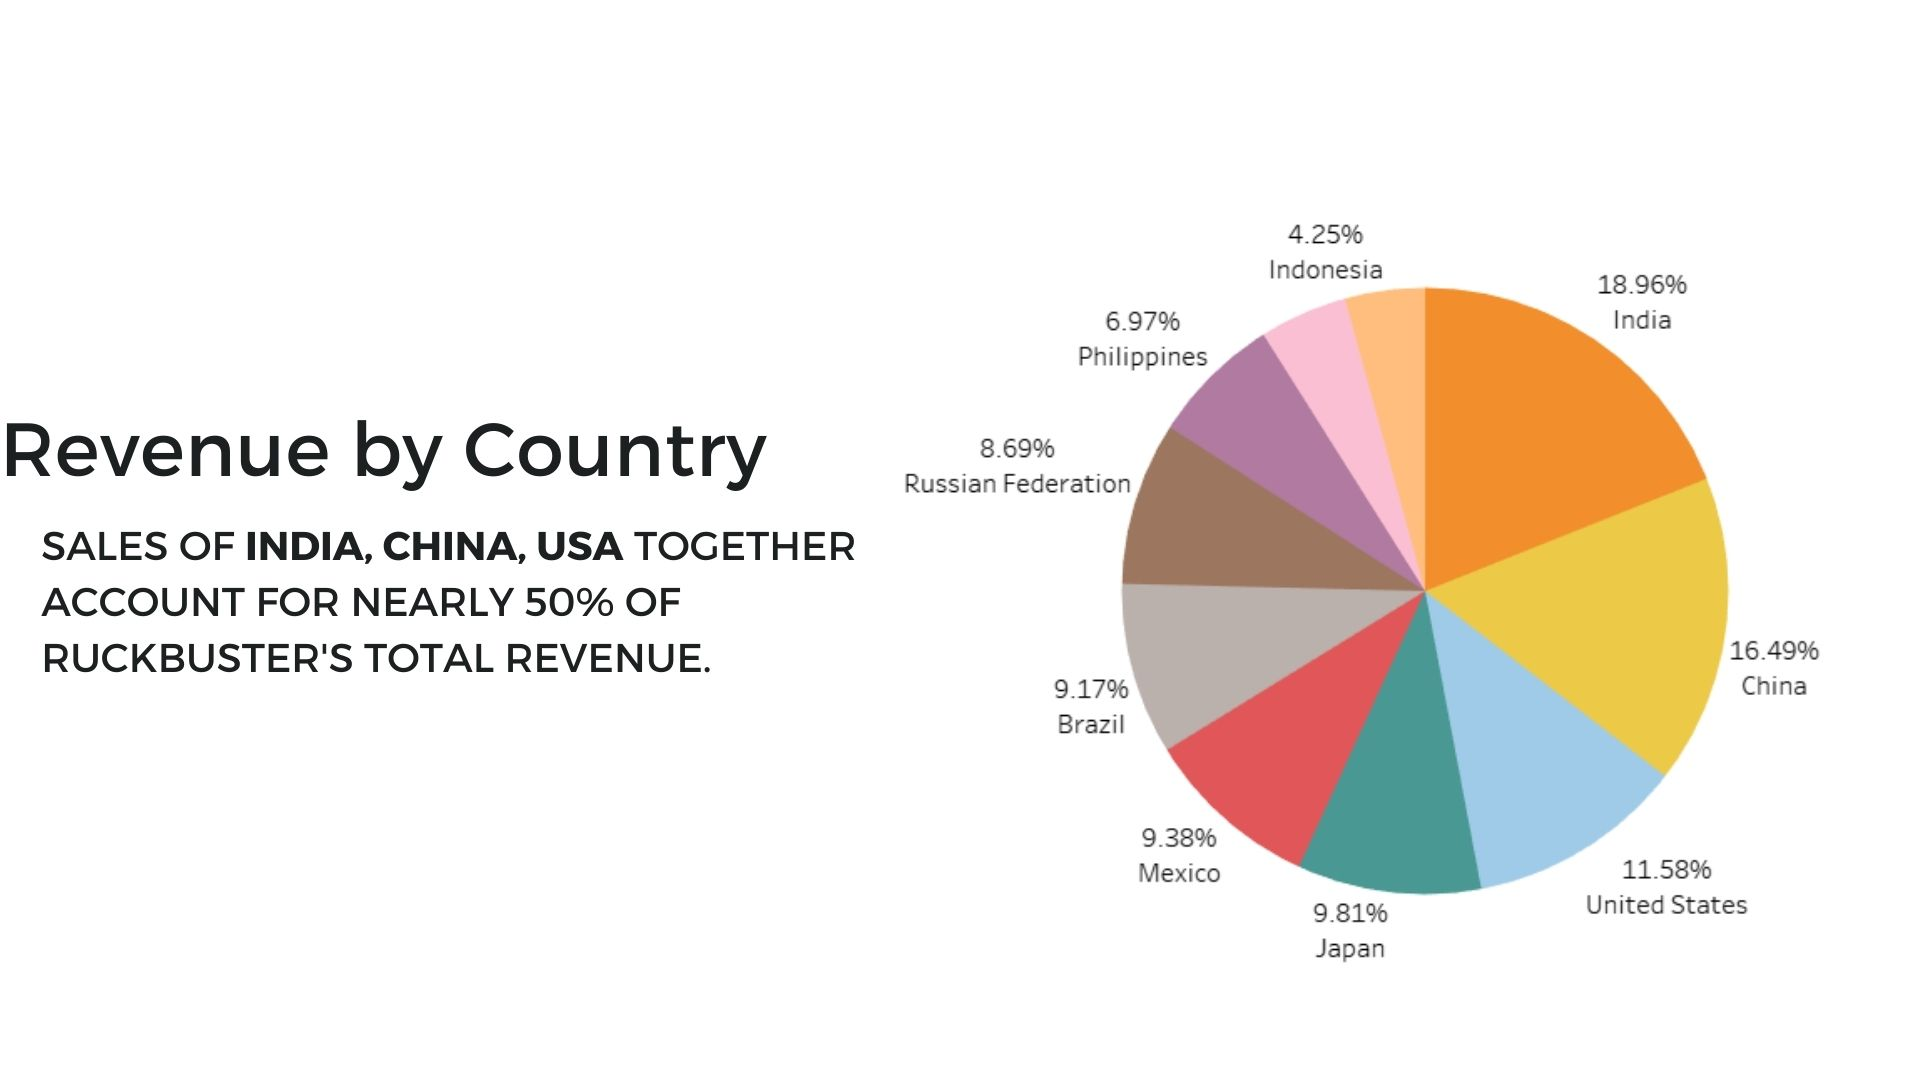 Revenue by Country
SALES OF INDIA, CHINA, USA TOGETHER
ACCOUNT FOR NEARLY 50% OF
RUCKBUSTER'S TOTAL REVENUE.
4.25%
Indonesia
18.96%
India
6.97%
Philippines
8.69%
Russian Federation
16.49%
China
9.17%
Brazil
9.38%
Mexico
11.58%
United States
9.81%
Japan